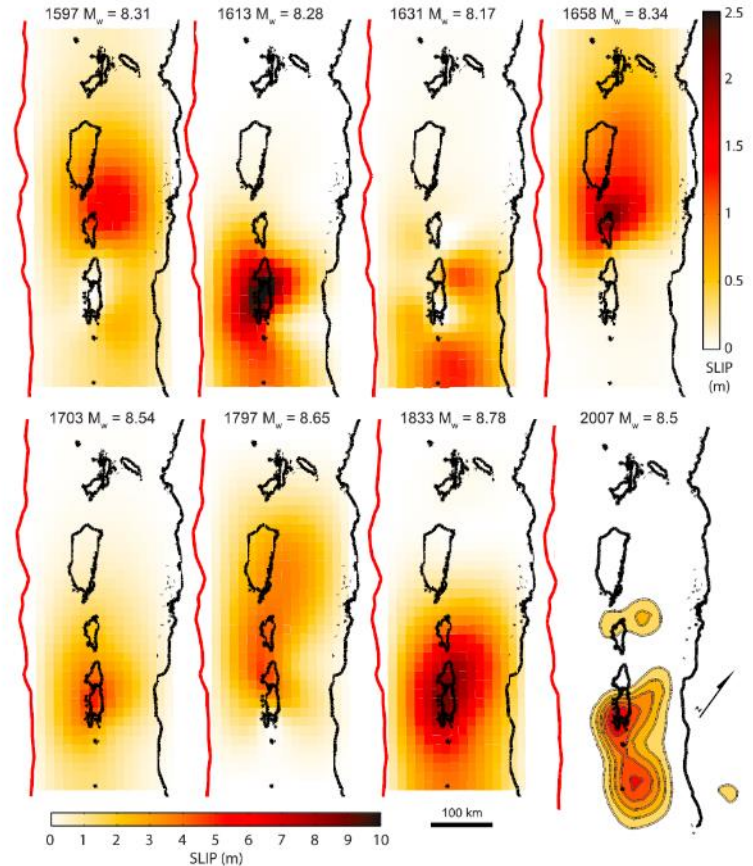 1597 Mw = 8.31
1613 Mw = 8.28
1631 Mw = 8.17
1658 Mw = 8.34
2.5
2
1.5
1
0.5
0
SLIP
(m)
1703 Mw = 8.54
1797 Mw = 8.65
1833 Mw = 8.78
2007 Mw = 8.5
0 1 2 3 4 5 6 7 8 9 10
SLIP (m)
100 km